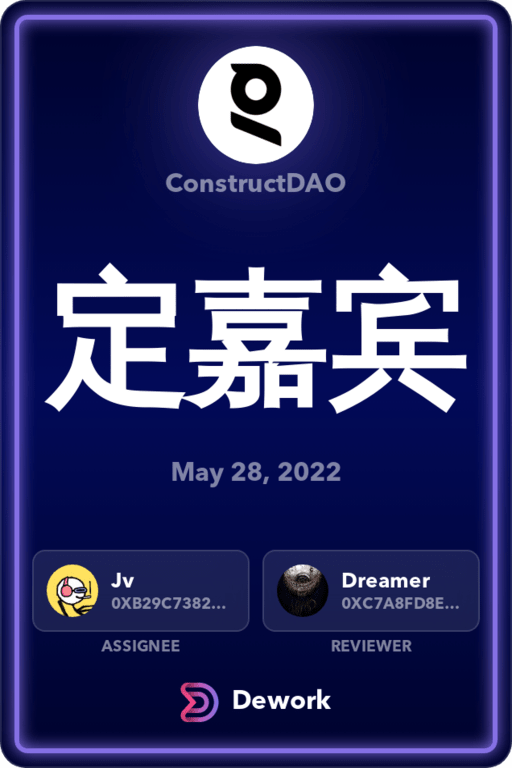 ConstructDAO
定嘉宾
May 28, 2022
Jv
0XB29C7382...
ASSIGNEE
Dreamer
0XC7A8FD8E...
REVIEWER
Dework